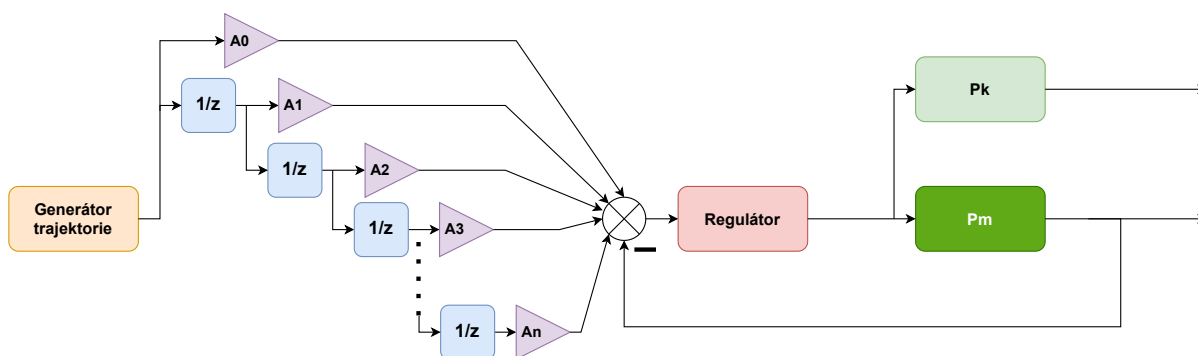 A0
1/z
A1
1/z
A2
Generátor
trajektorie
1/z
A3
1/z
An
Regulátor
Pk
Pm